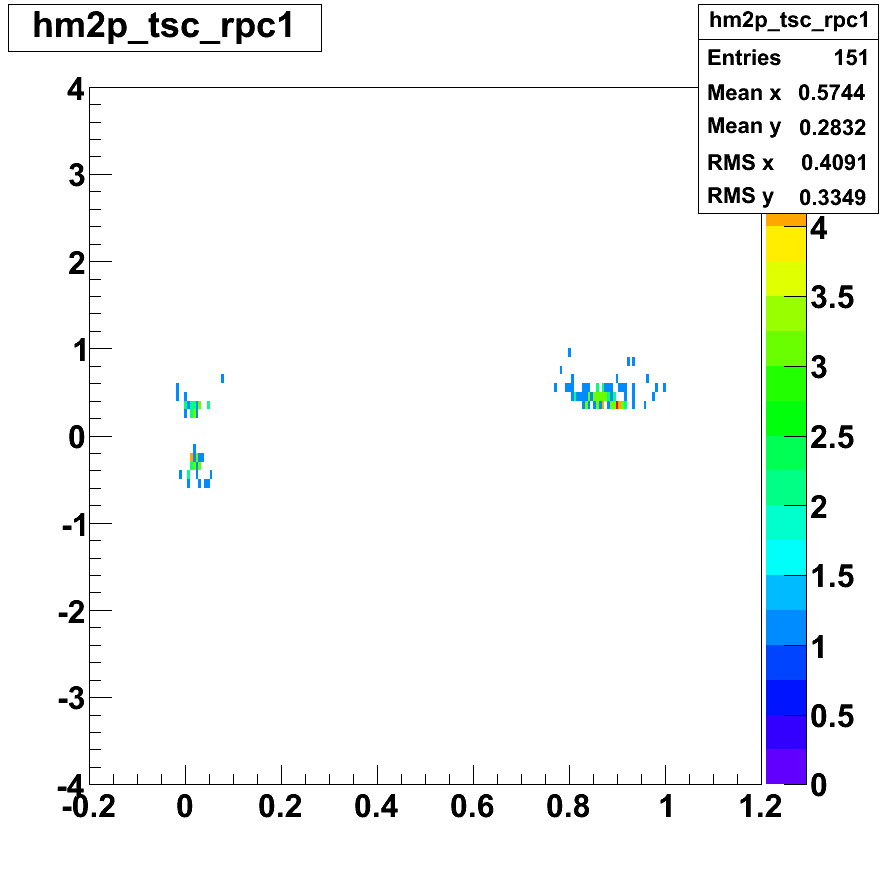 hm2p_tsc_rpc1
hm2p_tsc_rpc1
Entries 151
Mean x 0.5744
Mean y 0.2832
RMS x 0.4091
RMS y 0.3349
4
3
2
1
0
-1
-2
-3
-4
-0.2 0 0.2 0.4 0.6 0.8 1 1.2
4
3.5
3
2.5
2
1.5
1
0.5
0